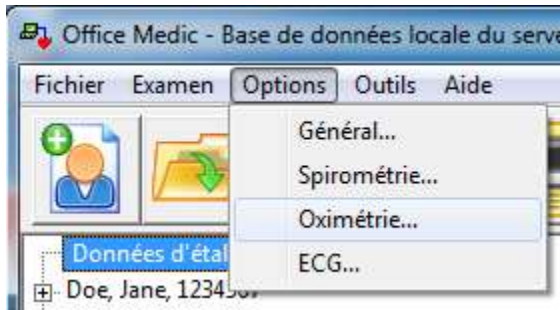 Office Medic - Base de données locale du serve
Fichier Examen Options Outils Aide
Général...
Spirométrie...
Oximétrie...
ECG...
Données d'étal
Doe, Jane,